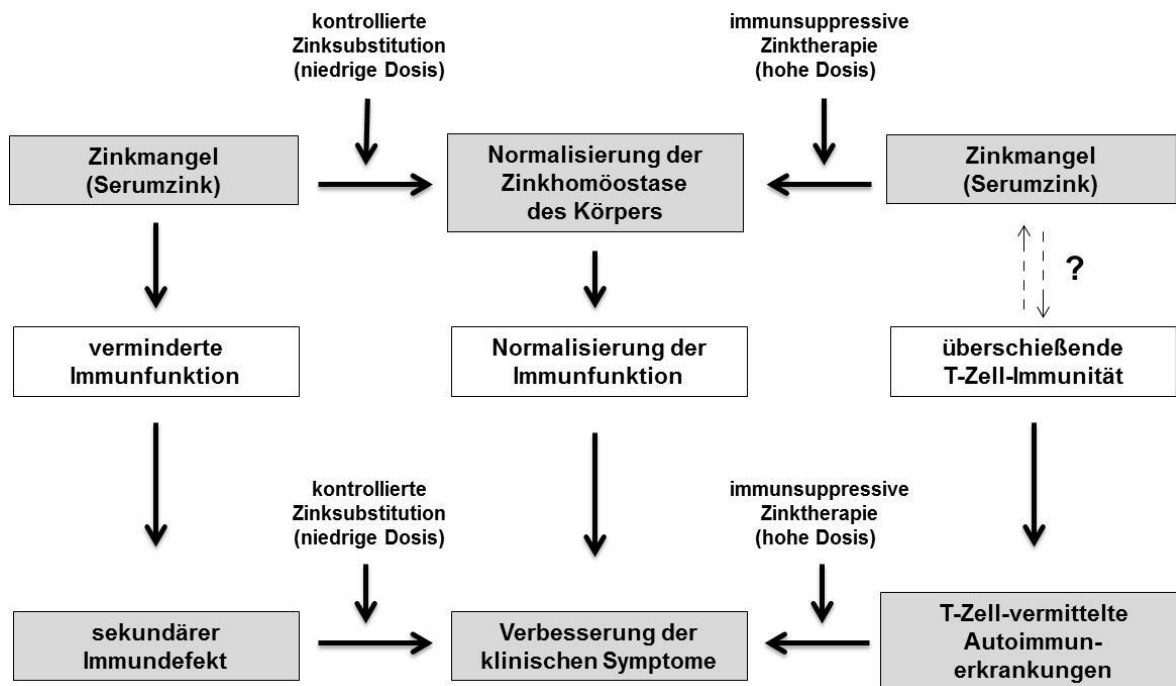 kontrollierte
Zinksubstitution
(niedrige Dosis)
immunsuppressive
Zinktherapie
(hohe Dosis)
Zinkmangel
(Serumzink)
Normalisierung der
Zinkhomöostase
des Körpers
Zinkmangel
(Serumzink)
?
verminderte
Immunfunktion
Normalisierung der
Immunfunktion
überschießende
T-Zell-Immunität
kontrollierte
Zinksubstitution
(niedrige Dosis)
immunsuppressive
Zinktherapie
(hohe Dosis)
sekundärer
Immundefekt
Verbesserung der
klinischen Symptome
T-Zell-vermittelte
Autoimmun-
erkrankungen